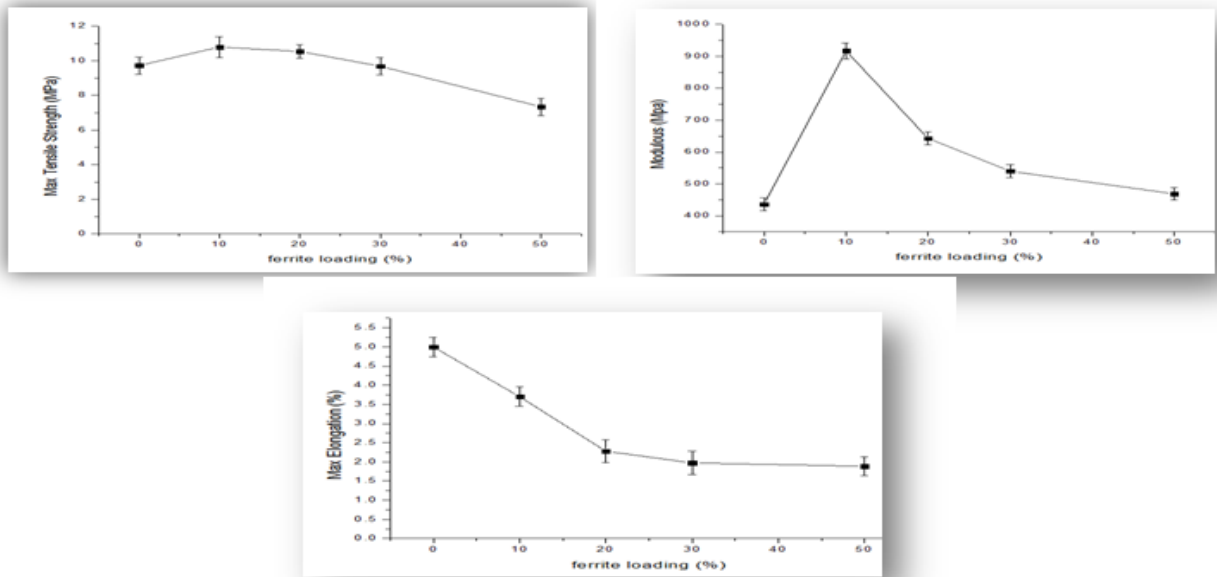 Max Tensile Strength (MPa)
12
10
8
6
4
2
0
0 10 20 30 40 50
ferrite loading (%)
Modulous (Mpa)
1000
900
800
700
600
500
400
0 10 20 30 40 50
ferrite loading (%)
Max Elongation (%)
5.5
5.0
4.5
4.0
3.5
3.0
2.5
2.0
1.5
1.0
0.5
0.0
0 10 20 30 40 50
ferrite loading (%)